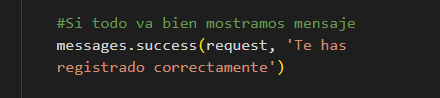 #Si todo va bien mostramos mensaje
messages.success(request, 'Te has
registrado correctamente')